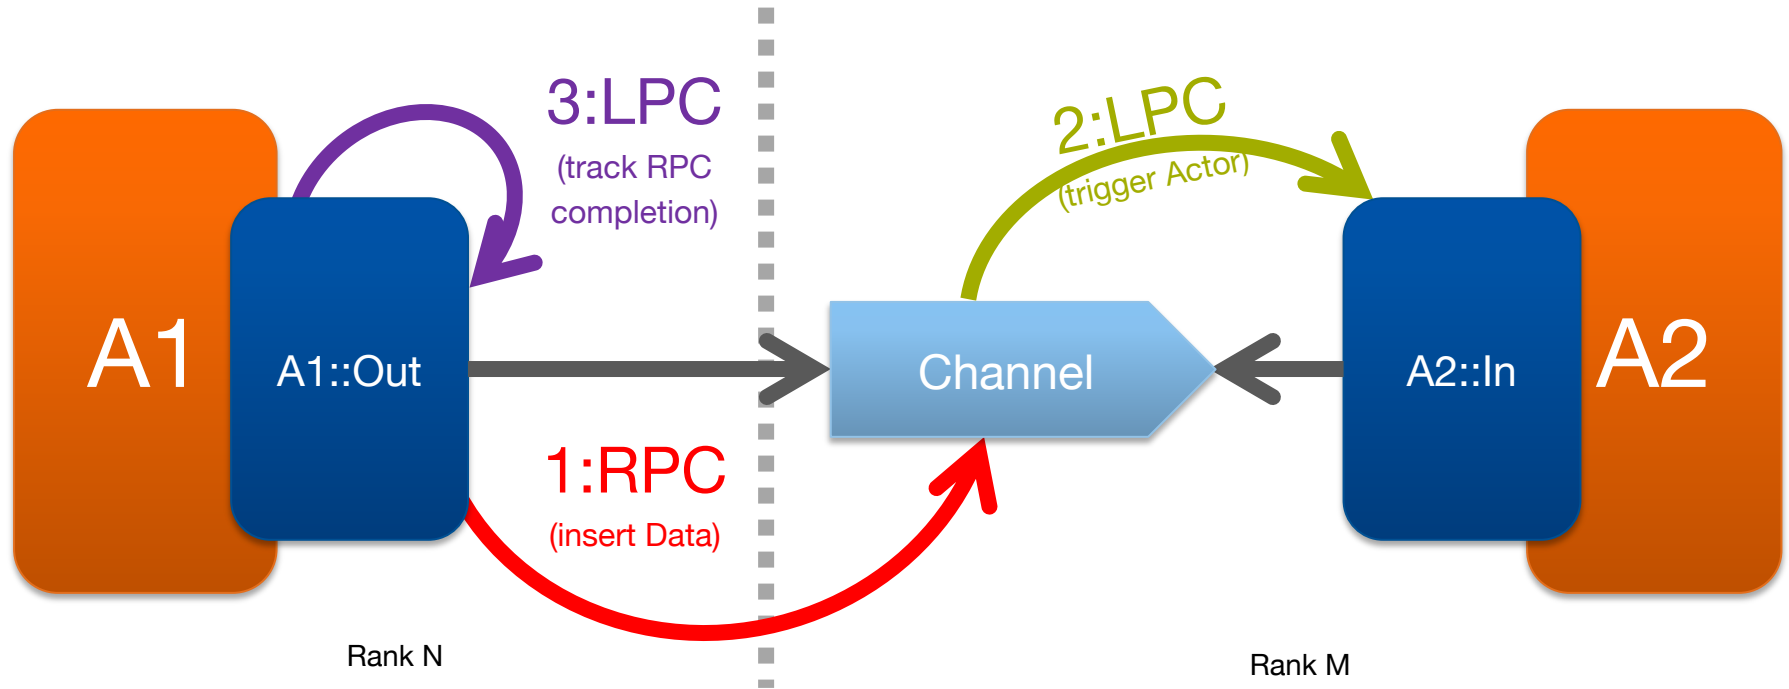 3:LPC
(track RPC
completion)
2:LPC
(trigger Actor)
A1
A1::Out
Channel
A2::In
A2
1:RPC
(insert Data)
Rank N
Rank M